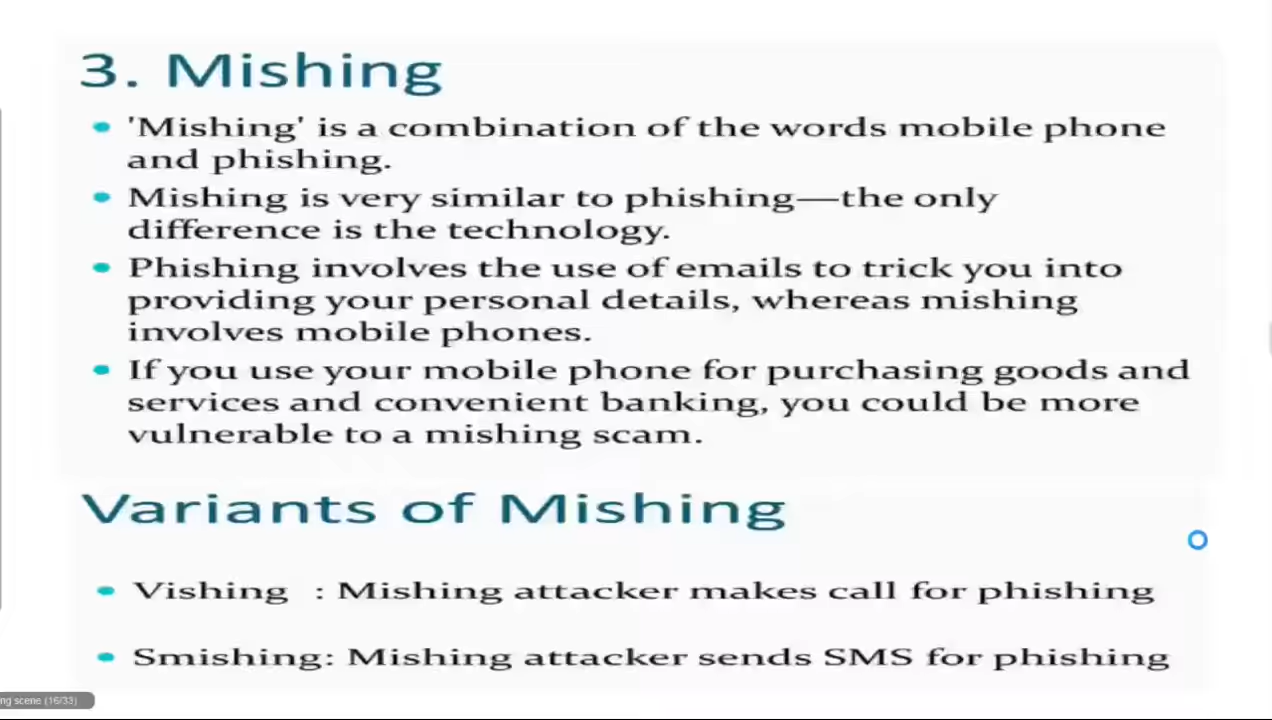 3. Mishing
'Mishing' is a combination of the words mobile phone
and phishing.
Mishing is very similar to phishing—the only
difference is the technology.
Phishing involves the use of emails to trick you into
providing your personal details, whereas mishing
involves mobile phones.
If you use your mobile phone for purchasing goods and
services and convenient banking, you could be more
vulnerable to a mishing scam.
Variants of Mishing
Vishing : Mishing attacker makes call for phishing
Smishing: Mishing attacker sends SMS for phishing
ng scene (16/33)